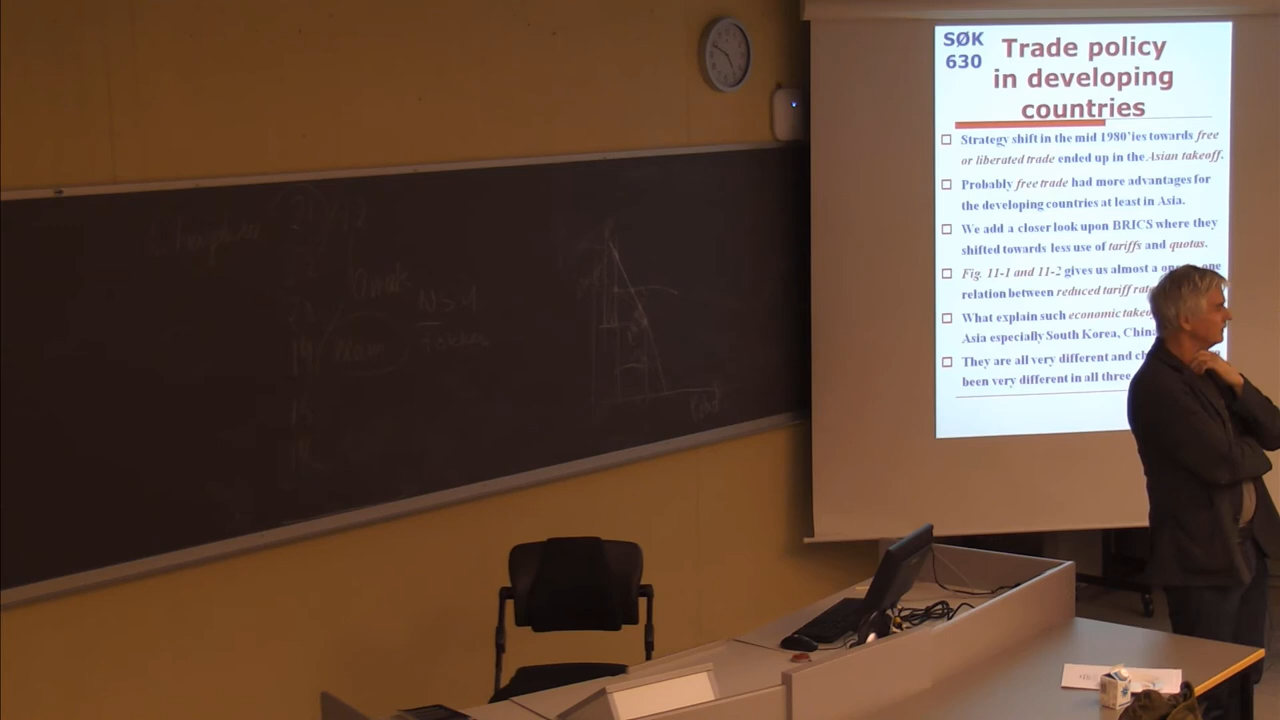 SØK
630
Trade policy
in developing
countries
Strategy shift in the mid 1980'ies towards free
or liberated trade ended up in the Asian takeoff.
Probably free trade had more advantages for
the developing countries at least in Asia.
We add a closer look upon BRICS where they
shifted towards less use of tariffs and quotas.
Fig. 11-1 and 11-2 gives us almost a one
relation between reduced tariff
What explain such economic
Asia especially South Korea,
They are all very different and
been very different in all three